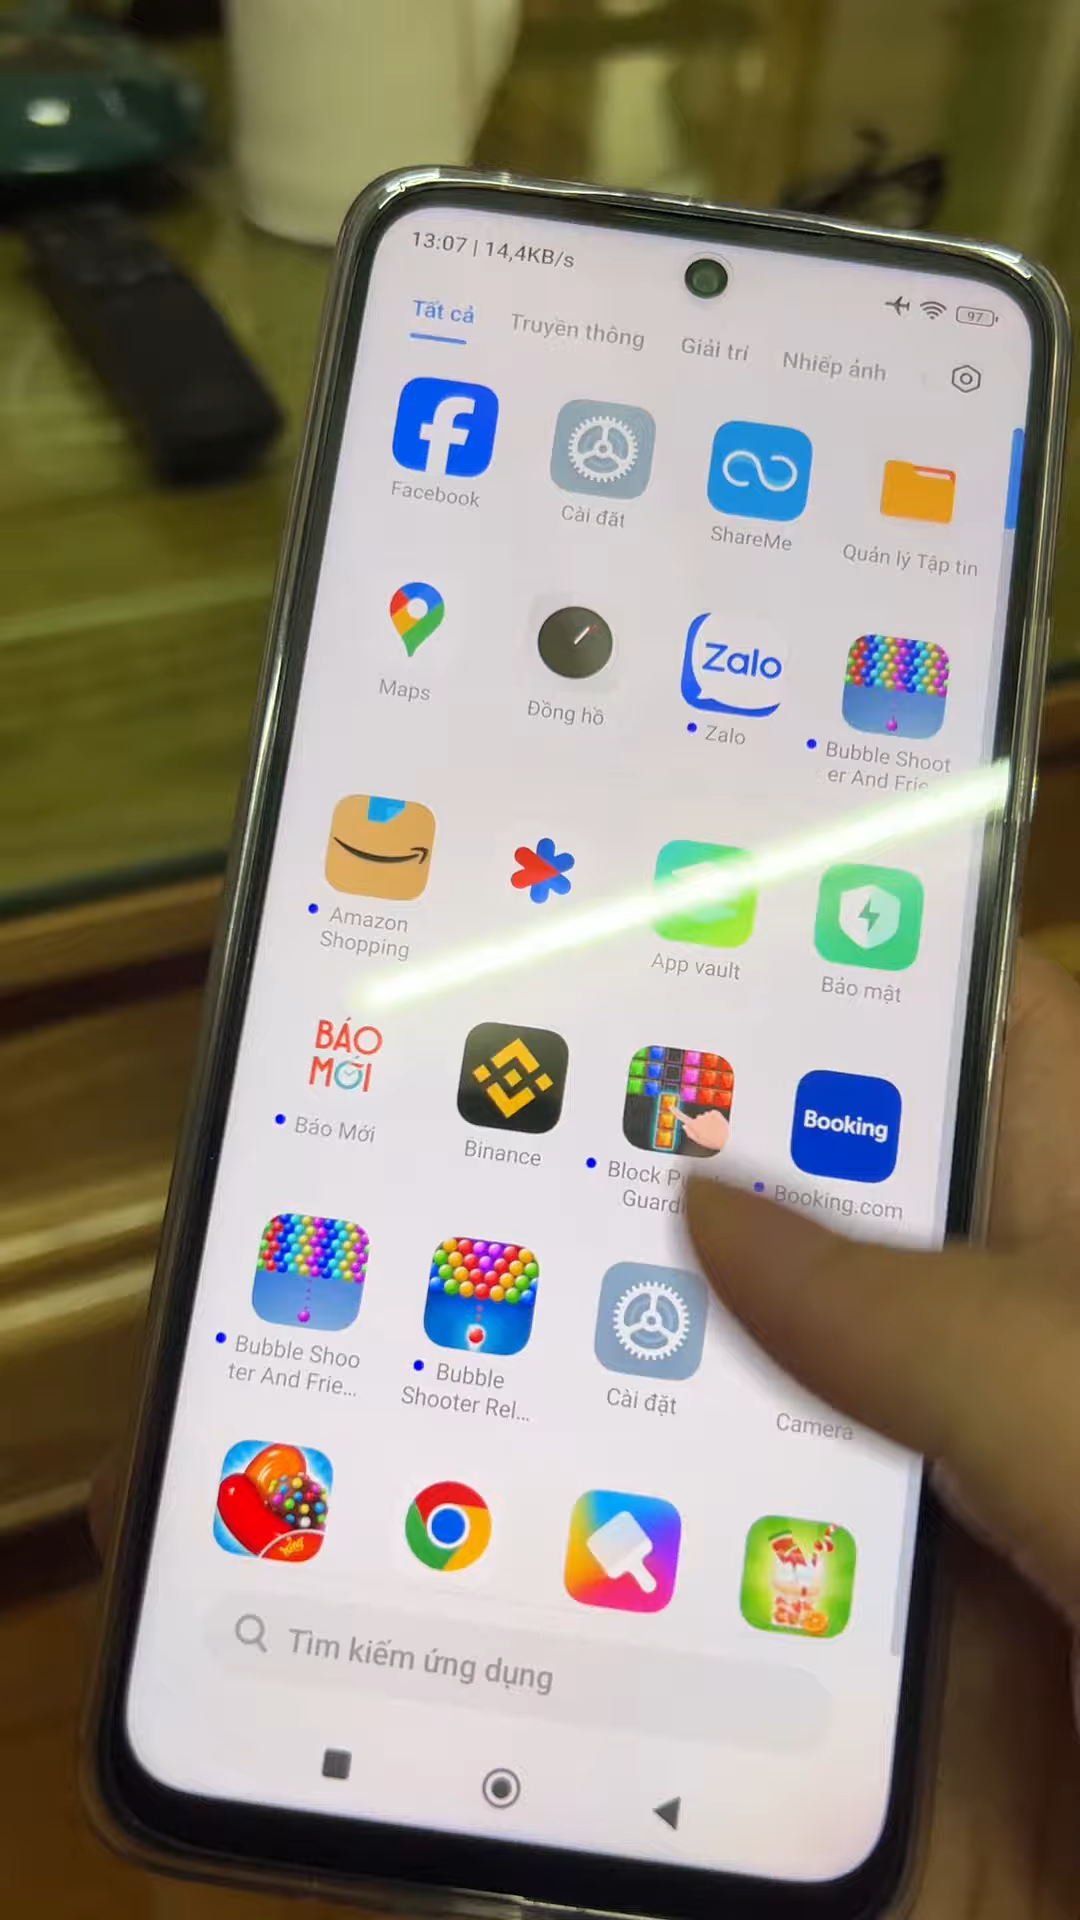 13:07 | 14,4KB/s
97
Tất cả Truyền thông Giải trí Nhiếp ảnh
Facebook Cài đặt ShareMe Quản lý Tập tin
Zalo
Maps Đồng hồ Zalo Bubble Shoot
er And Frie...
Amazon
Shopping App vault Bảo mật
BÁO
MỚI
Booking
Báo Mới Binance Block
Booking.com
Bubble Shoo
ter And Frie...
Bubble
Shooter Rel...
Cài đặt Camera
King
Tìm kiếm ứng dụng